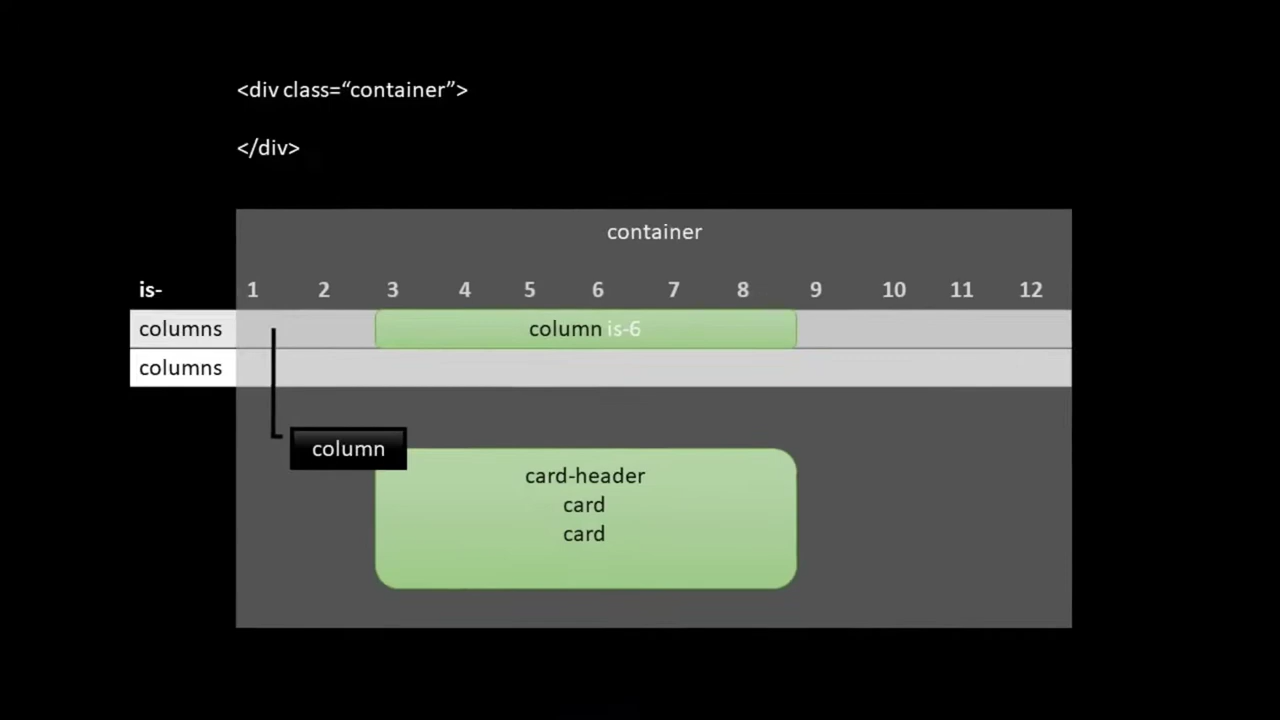 <div class=“container”>
</div>
container
is- 1 2 3 4 5 6 7 8 9 10 11 12
columns column is-6
columns
column
card-header
card
card